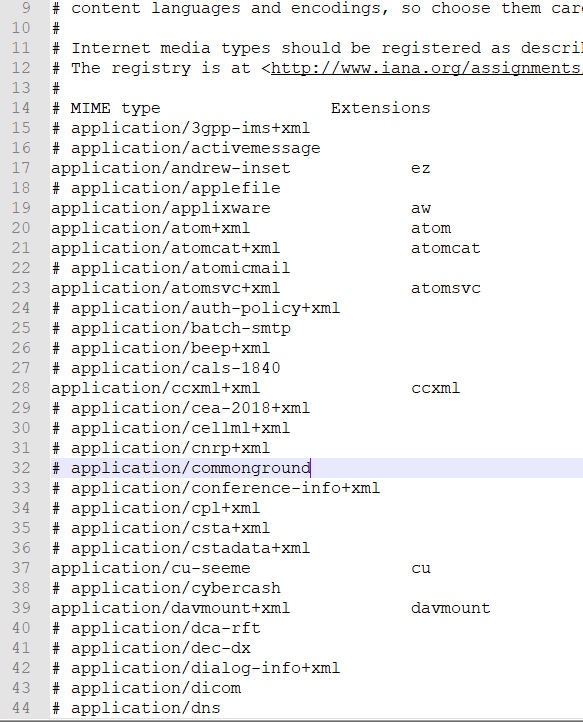 9 # content languages and encodings, so choose them care
10 #
11 # Internet media types should be registered as descri
12 # The registry is at <http://www.iana.org/assignments
13 #
14 # MIME type Extensions
15 # application/3gpp-ims+xml
16 # application/activemessage
17 application/andrew-inset ez
18 # application/applefile
19 application/applixware aw
20 application/atom+xml atom
21 application/atomcat+xml atomcat
22 # application/atomicmail
23 application/atomsvc+xml atomsvc
24 # application/auth-policy+xml
25 # application/batch-smtp
26 # application/beep+xml
27 # application/cals-1840
28 application/ccxml+xml ccxml
29 # application/cea-2018+xml
30 # application/cellml+xml
31 # application/cnrp+xml
32 # application/commonground
33 # application/conference-info+xml
34 # application/cpl+xml
35 # application/csta+xml
36 # application/cstadata+xml
37 application/cu-seeme cu
38 # application/cybercash
39 application/davmount+xml davmount
40 # application/dca-rft
41 # application/dec-dx
42 # application/dialog-info+xml
43 # application/dicom
44 # application/dns